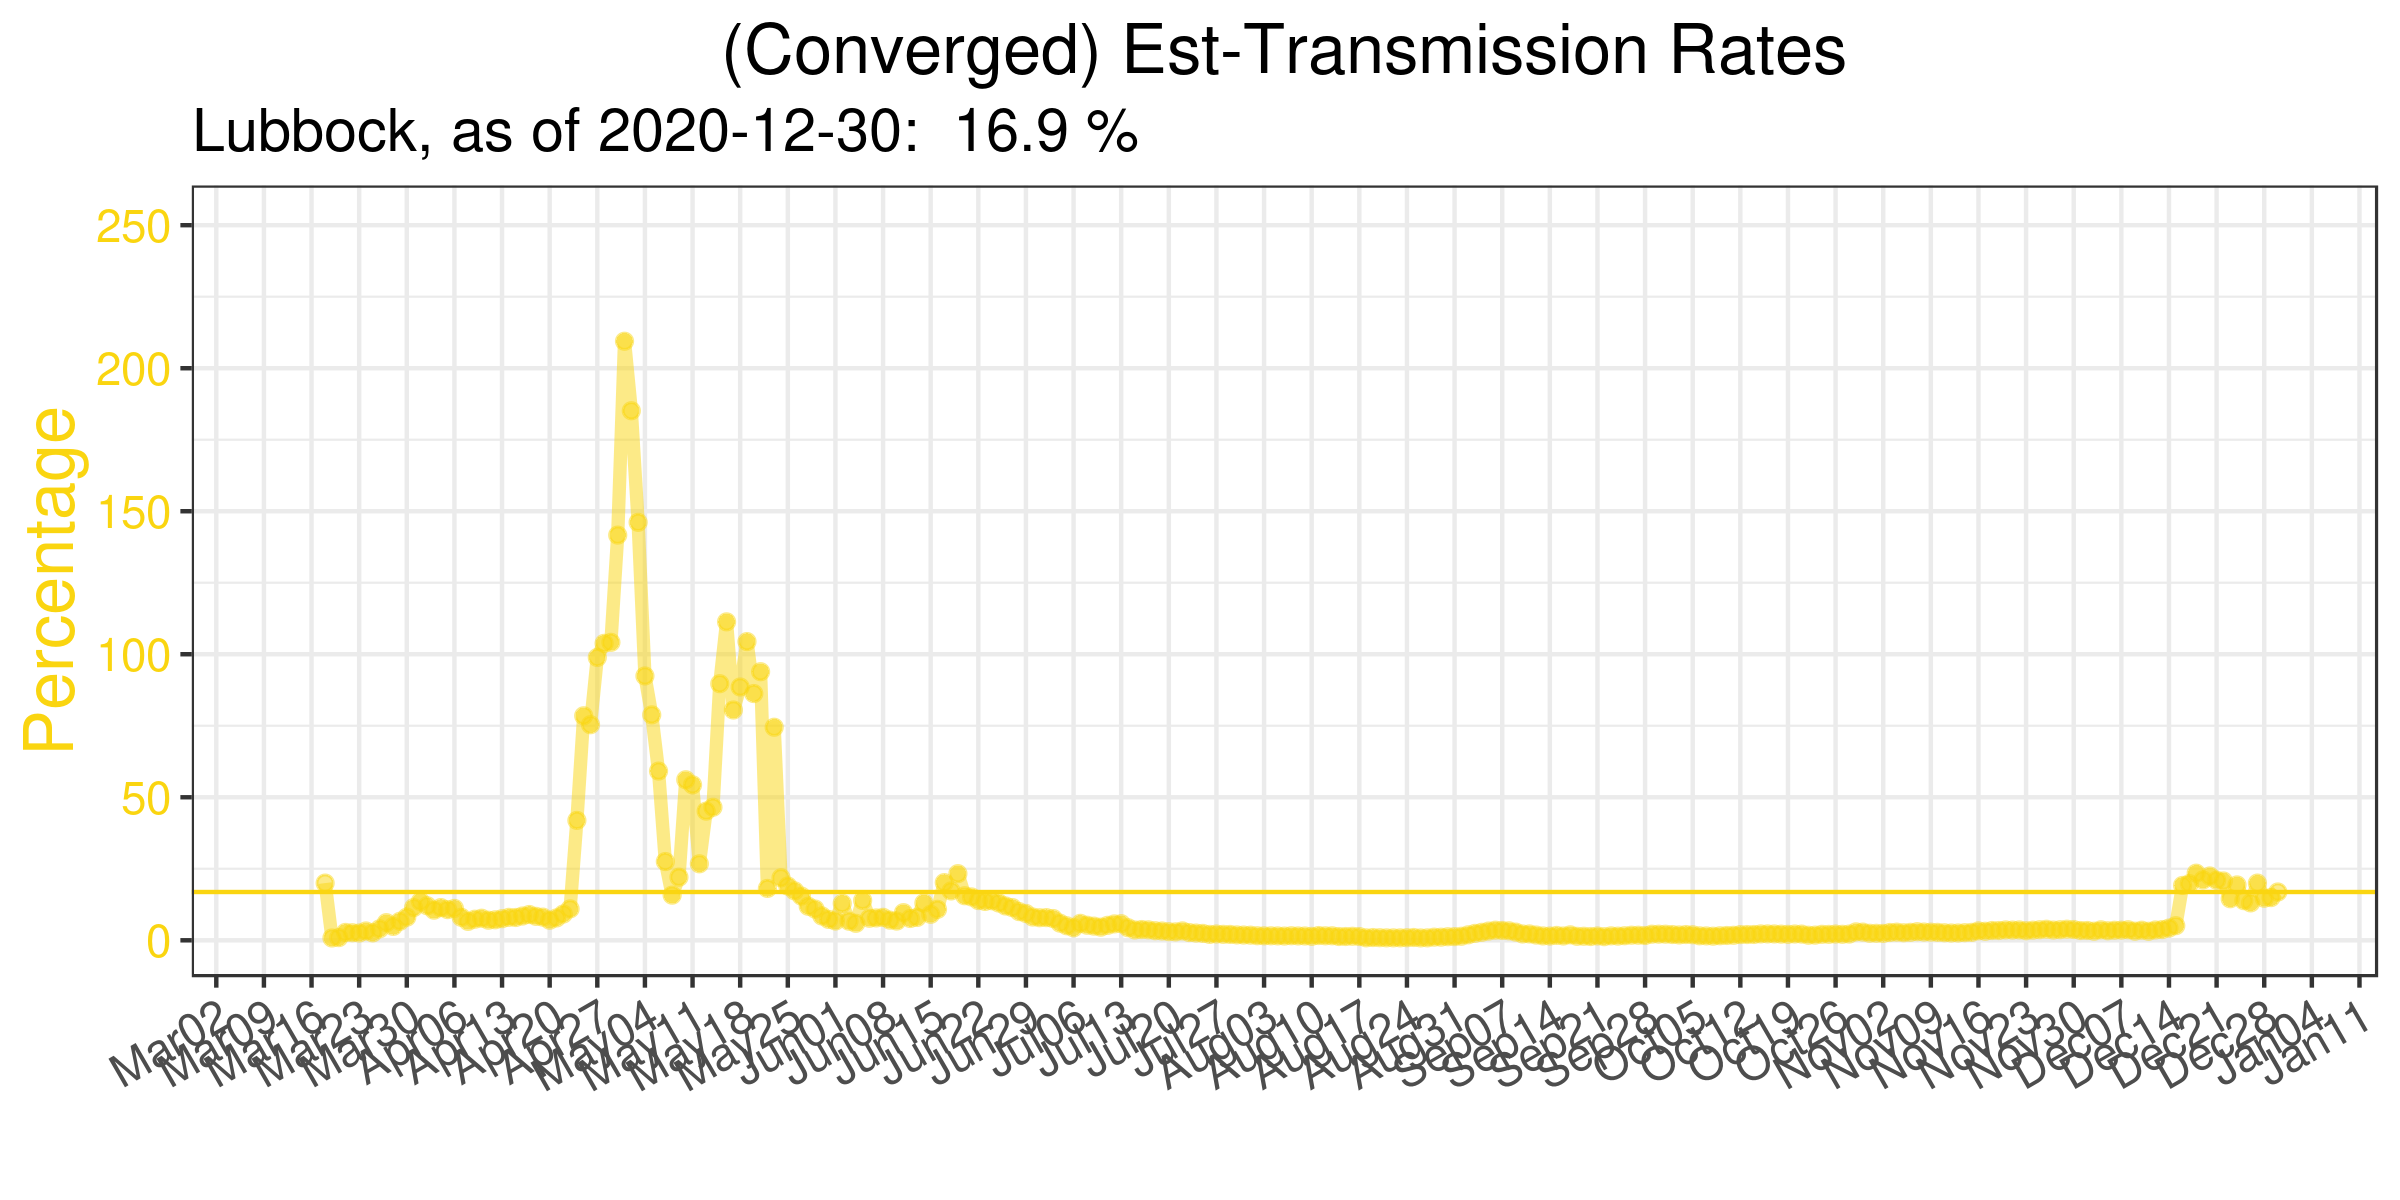 (Converged) Est-Transmission Rates
Lubbock, as of 2020-12-30:  16.9 %
Percentage
250
200
150
100
50
0
Mar02
Mar09
Mar16
Mar23
Mar30
Apr06
Apr13
Apr20
Apr27
May04
May11
May18
May25
Jun01
Jun08
Jun15
Jun22
Jun29
Jul06
Jul13
Jul20
Jul27
Aug03
Aug10
Aug17
Aug24
Aug31
Sep07
Sep14
Sep21
Sep28
Oct05
Oct12
Oct19
Oct26
Nov02
Nov09
Nov16
Nov23
Nov30
Dec07
Dec14
Dec21
Dec28
Jan04
Jan11